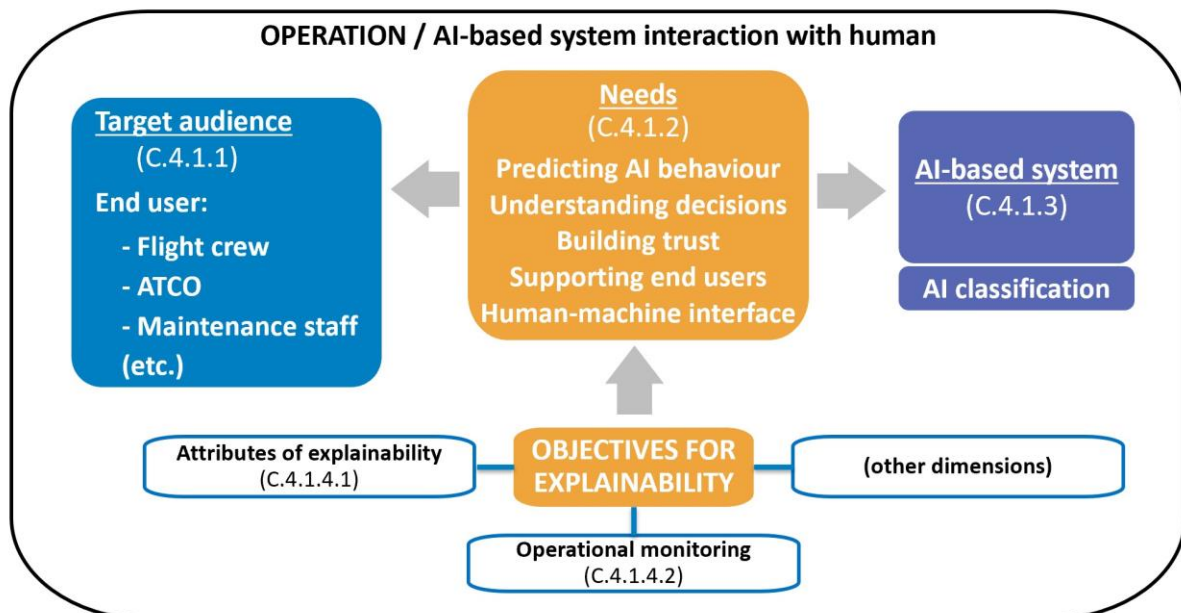 OPERATION / AI-based system interaction with human
Target audience
(C.4.1.1)
End user:
- Flight crew
- ATCO
- Maintenance staff
(etc.)
Needs
(C.4.1.2)
Predicting AI behaviour
Understanding decisions
Building trust
Supporting end users
Human-machine interface
AI-based system
(C.4.1.3)
AI classification
Attributes of explainability
(C.4.1.4.1)
OBJECTIVES FOR
EXPLAINABILITY
(other dimensions)
Operational monitoring
(C.4.1.4.2)